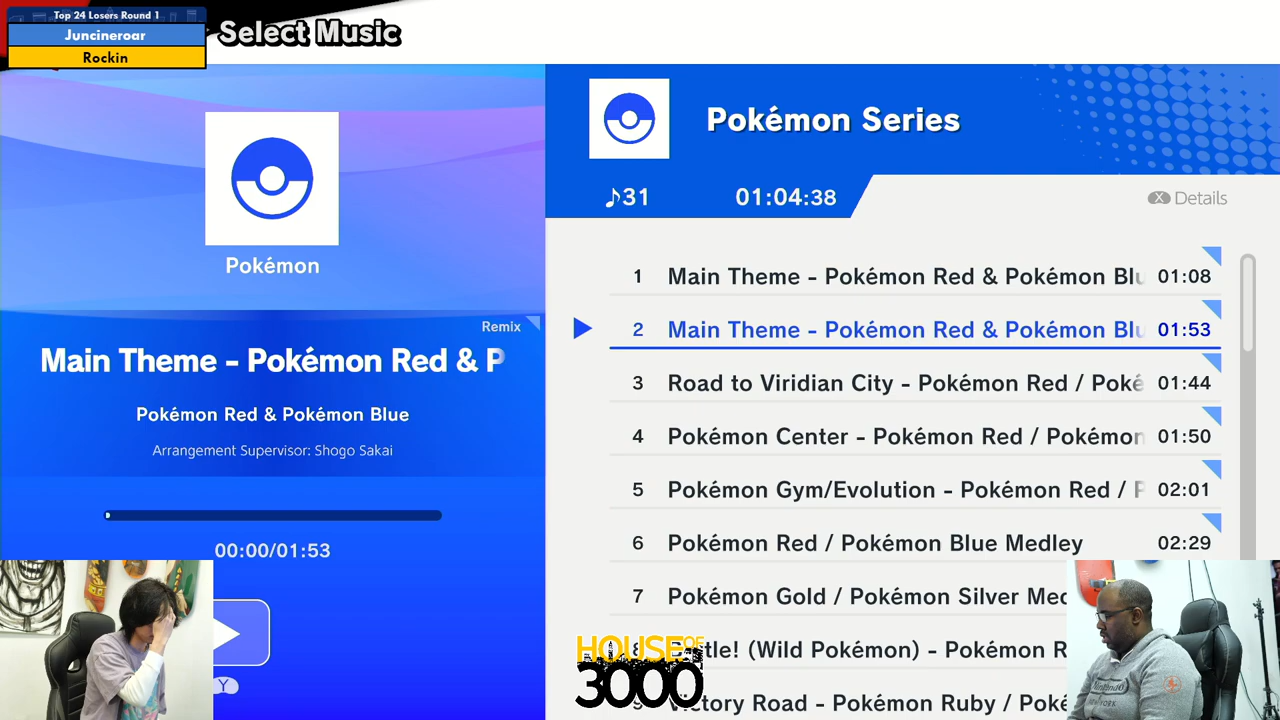 Top 24 Losers Round 1
Juncineroar
Rockin
Select Music
Pokémon
Remix
Main Theme - Pokémon Red & P
Pokémon Red & Pokémon Blue
Arrangement Supervisor: Shogo Sakai
00:00/01:53
Y
Pokémon Series
♪31 01:04:38
X Details
1 Main Theme - Pokémon Red & Pokémon Blu 01:08
2 Main Theme - Pokémon Red & Pokémon Blu 01:53
3 Road to Viridian City - Pokémon Red / Poké 01:44
4 Pokémon Center - Pokémon Red / Pokémon 01:50
5 Pokémon Gym/Evolution - Pokémon Red / P 02:01
6 Pokémon Red / Pokémon Blue Medley 02:29
7 Pokémon Gold / Pokémon Silver Med
8 Battle! (Wild Pokémon) - Pokémon R
9 Victory Road - Pokémon Ruby / Poké
HOUSE OF
3000
Nintendo